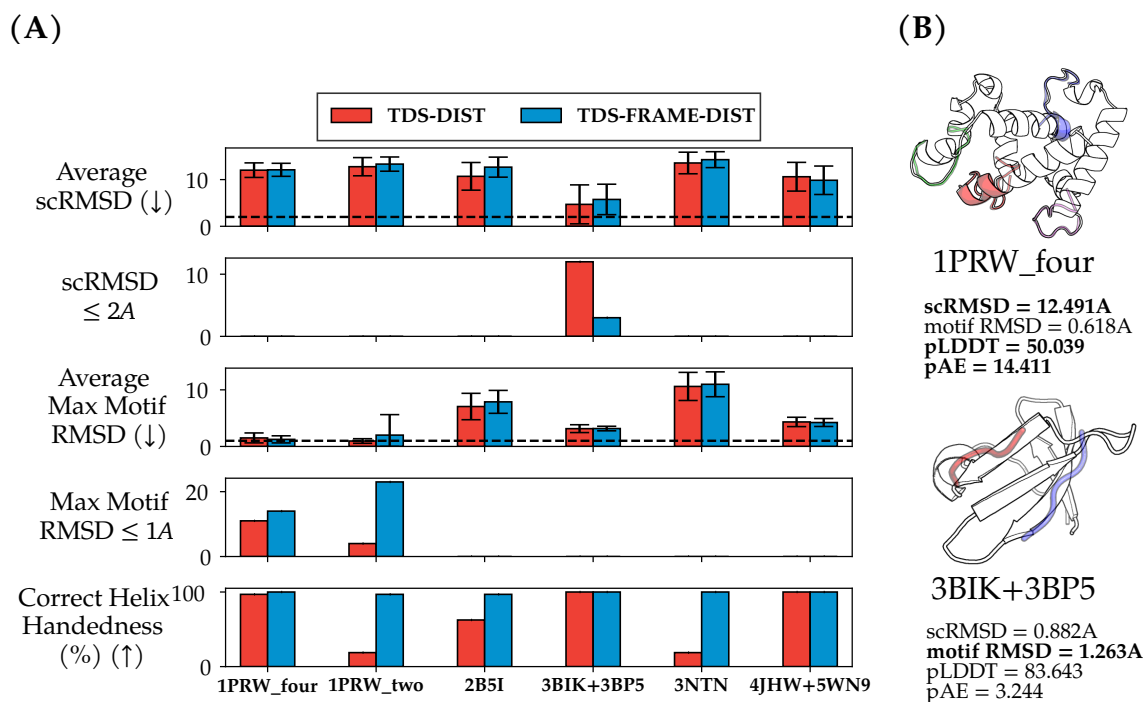 (A)
TDS-DIST
TDS-FRAME-DIST
Average
scRMSD (↓)
10
0
scRMSD
≤ 2A
10
0
Average
Max Motif
RMSD (↓)
10
0
Max Motif
RMSD ≤ 1A
20
0
Correct Helix
Handedness
(%) (↑)
100
0
1PRW_four
1PRW_two
2B5I
3BIK+3BP5
3NTN
4JHW+5WN9
(B)
1PRW_four
scRMSD = 12.491A
motif RMSD = 0.618A
pLDDT = 50.039
pAE = 14.411
3BIK+3BP5
scRMSD = 0.882A
motif RMSD = 1.263A
pLDDT = 83.643
pAE = 3.244